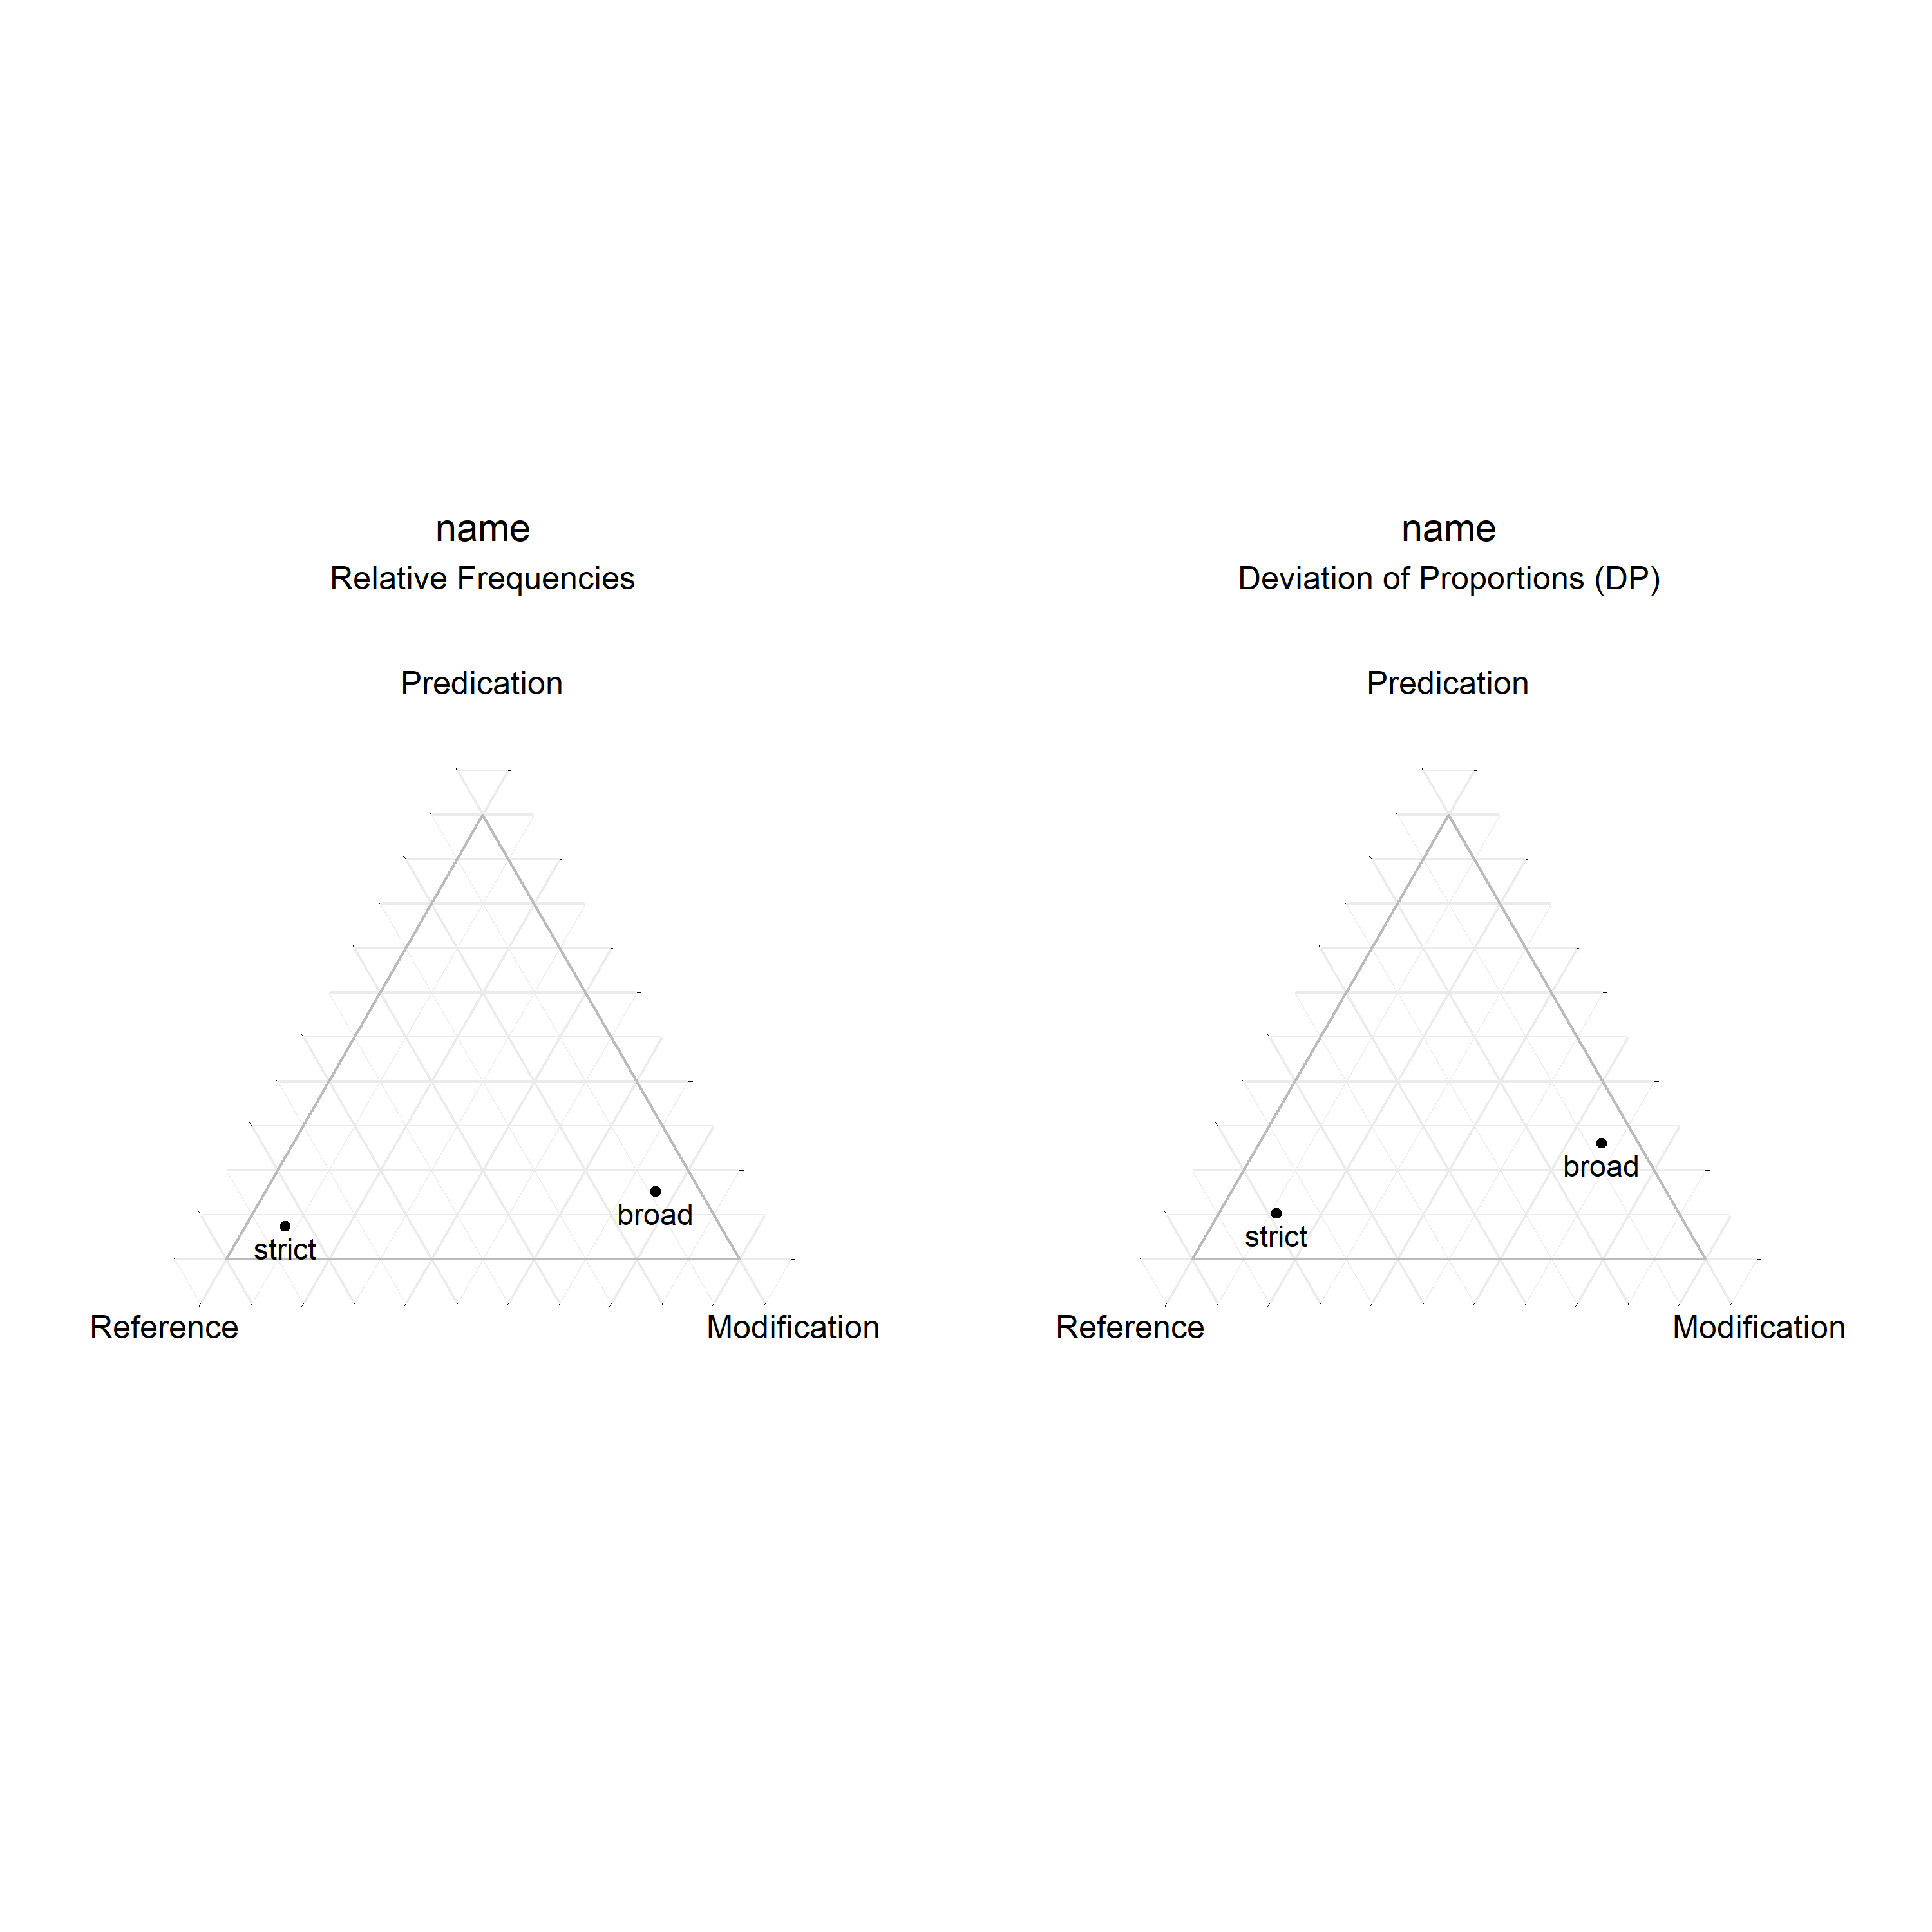 name
Relative Frequencies
Predication
broad
strict
Reference
Modification
name
Deviation of Proportions (DP)
Predication
broad
strict
Reference
Modification